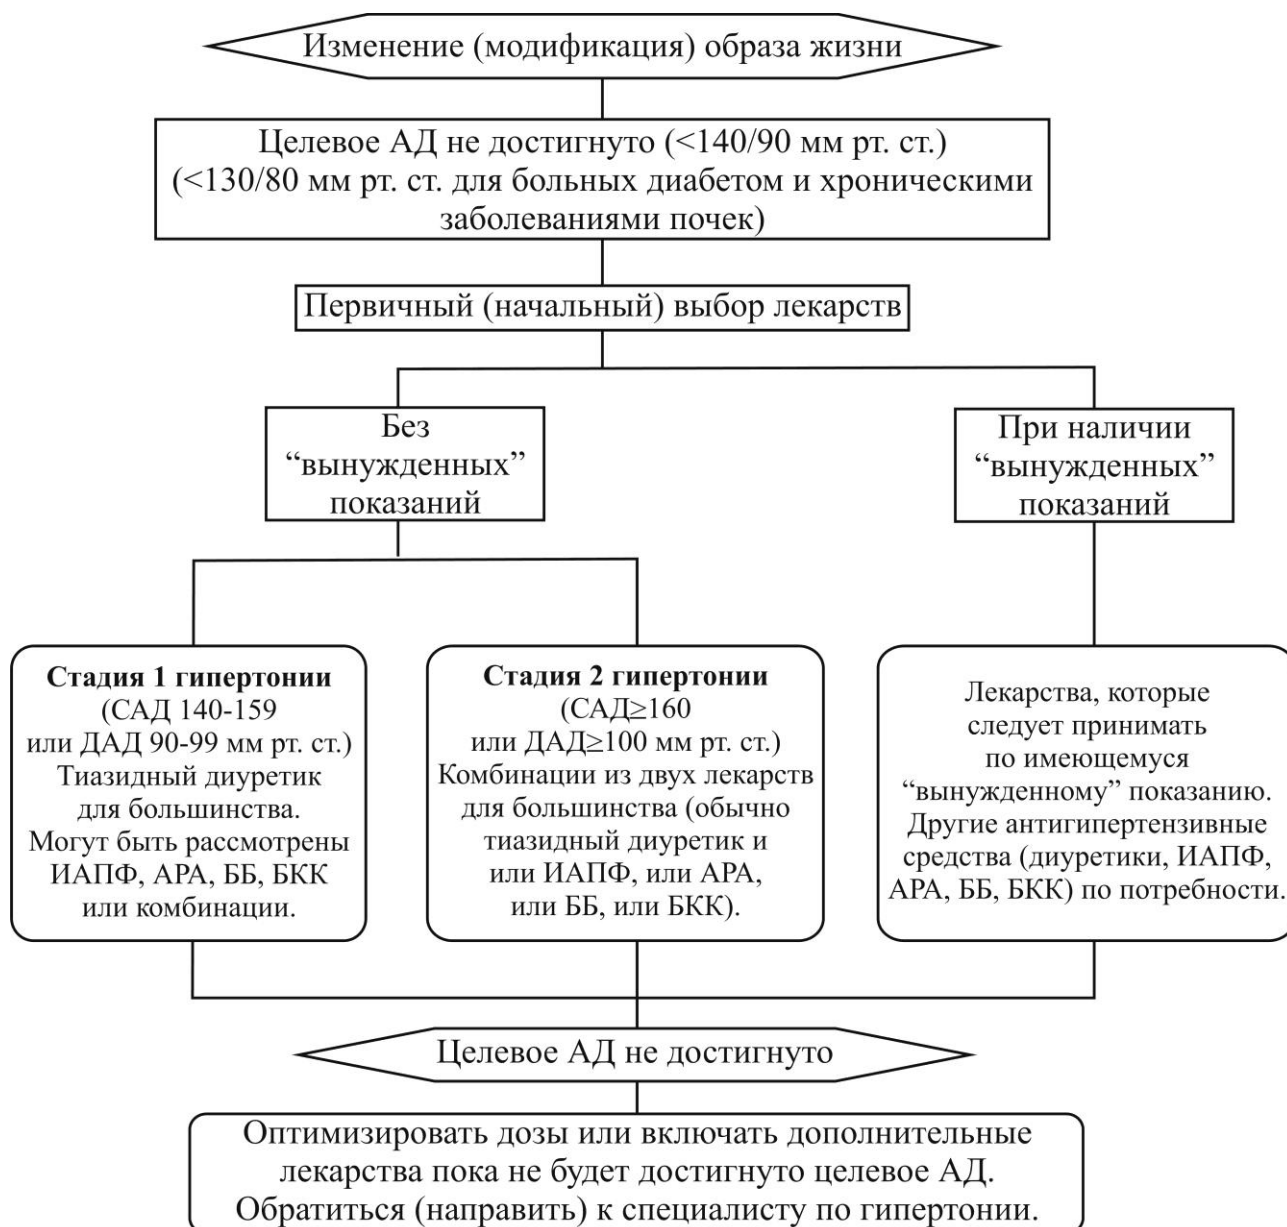 Изменение (модификация) образа жизни
Целевое АД не достигнуто (<140/90 мм рт. ст.)
(<130/80 мм рт. ст. для больных диабетом и хроническими
заболеваниями почек)
Первичный (начальный) выбор лекарств
Без
“вынужденных”
показаний
При наличии
“вынужденных”
показаний
Стадия 1 гипертонии
(САД 140-159
или ДАД 90-99 мм рт. ст.)
Тиазидный диуретик
для большинства.
Могут быть рассмотрены
ИАПФ, АРА, ББ, БКК
или комбинации.
Стадия 2 гипертонии
(САД≥160
или ДАД≥100 мм рт. ст.)
Комбинации из двух лекарств
для большинства (обычно
тиазидный диуретик и
или ИАПФ, или АРА,
или ББ, или БКК).
Лекарства, которые
следует принимать
по имеющемуся
“вынужденному” показанию.
Другие антигипертензивные
средства (диуретики, ИАПФ,
АРА, ББ, БКК) по потребности.
Целевое АД не достигнуто
Оптимизировать дозы или включать дополнительные
лекарства пока не будет достигнуто целевое АД.
Обратиться (направить) к специалисту по гипертонии.